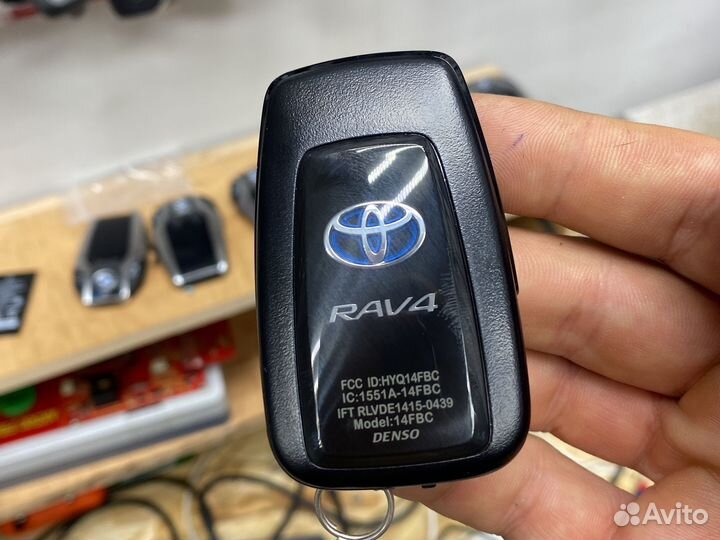 RAV4
FCC ID:HYQ14FBC
IC:1551A-14FBC
IFT RLVDE1415-0439
Model:14FBC
DENSO
Avito